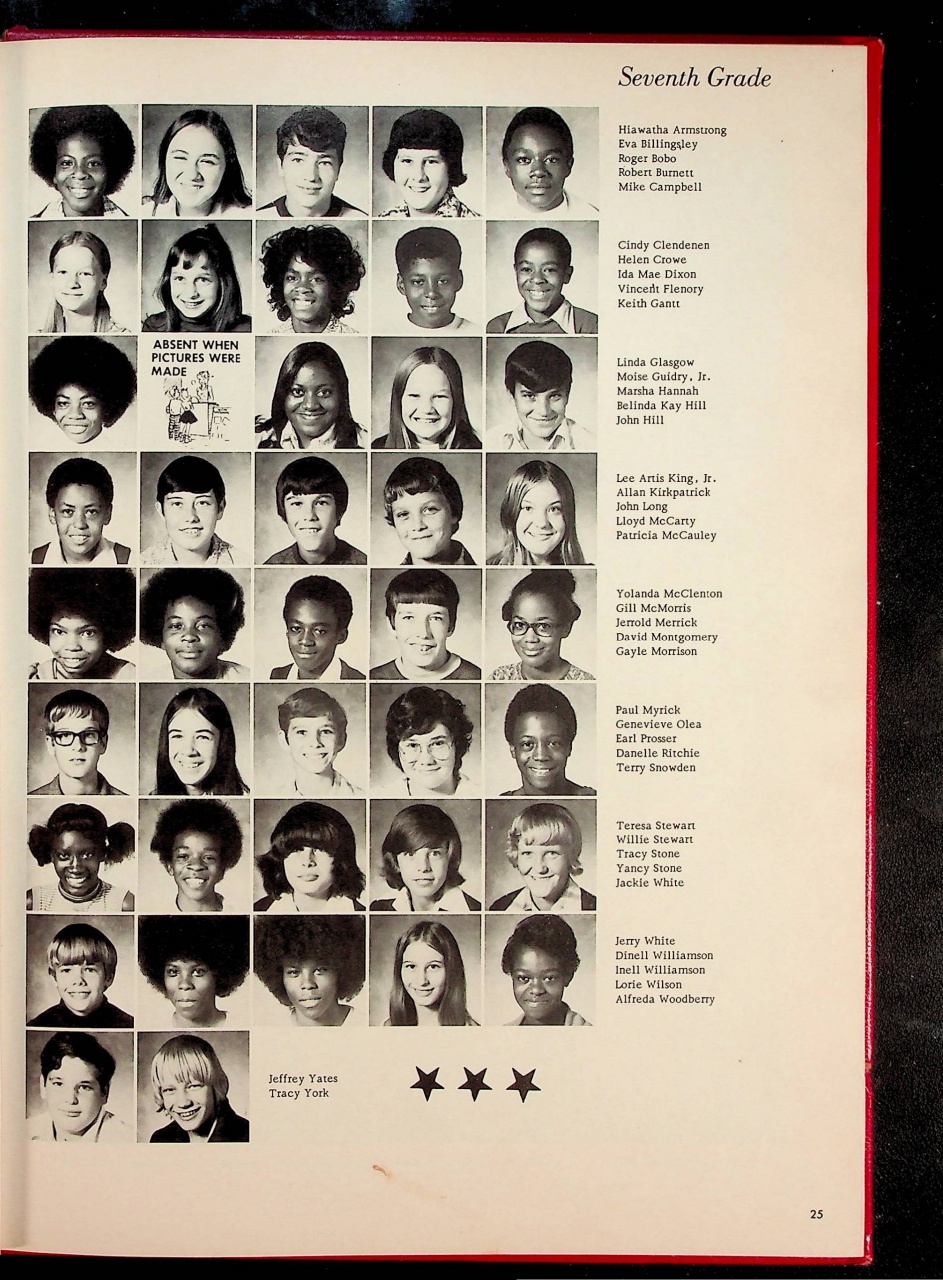 Seventh Grade
Hiawatha Armstrong
Eva Billingsley
Roger Bobo
Robert Burnett
Mike Campbell
Cindy Clendenen
Helen Crowe
Ida Mae Dixon
Vincent Flenory
Keith Gantt
ABSENT WHEN
PICTURES WERE
MADE
Linda Glasgow
Moise Guidry, Jr.
Marsha Hannah
Belinda Kay Hill
John Hill
Lee Artis King, Jr.
Allan Kirkpatrick
John Long
Lloyd McCarty
Patricia McCauley
Yolanda McClenton
Gill McMorris
Jerrold Merrick
David Montgomery
Gayle Morrison
Paul Myrick
Genevieve Olea
Earl Prosser
Danelle Ritchie
Terry Snowden
Teresa Stewart
Willie Stewart
Tracy Stone
Yancy Stone
Jackie White
Jerry White
Dinell Williamson
Inell Williamson
Lorie Wilson
Alfreda Woodberry
Jeffrey Yates
Tracy York
25